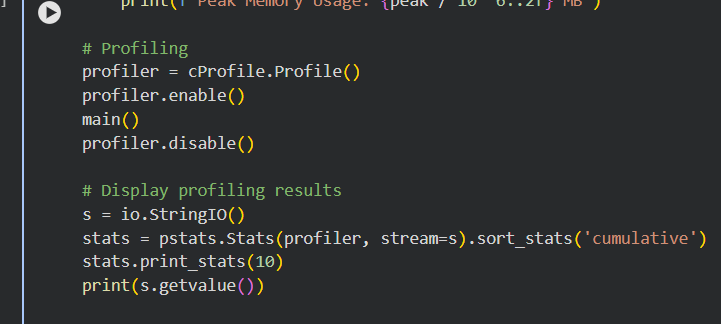 print(f"Peak Memory Usage: {peak / 10**6:.2f} MB")
# Profiling
profiler = cProfile.Profile()
profiler.enable()
main()
profiler.disable()
# Display profiling results
s = io.StringIO()
stats = pstats.Stats(profiler, stream=s).sort_stats('cumulative')
stats.print_stats(10)
print(s.getvalue())